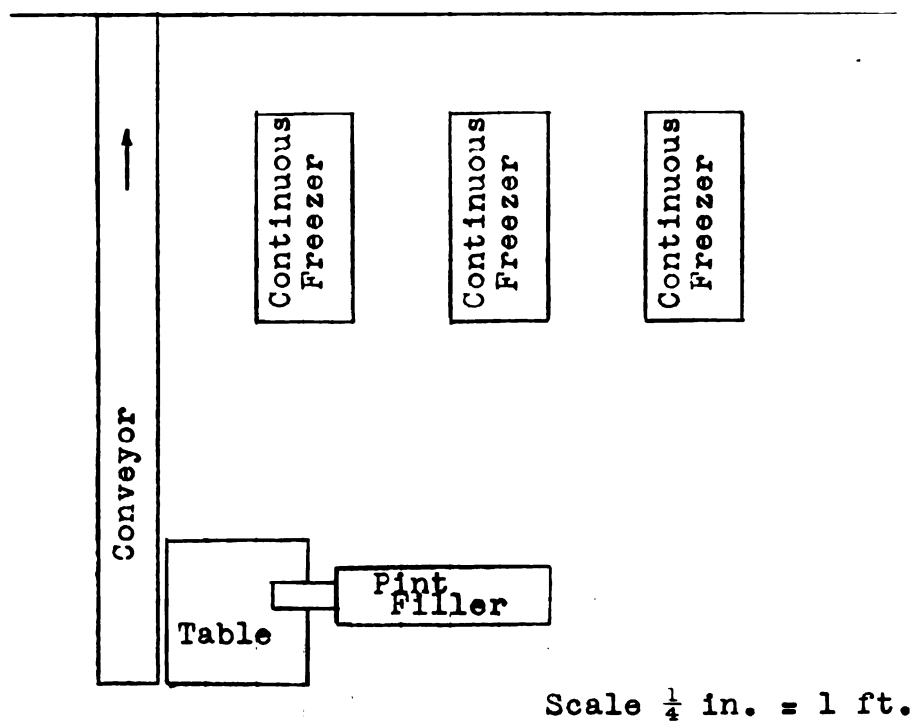 Continuous
Freezer
Continuous
Freezer
Continuous
Freezer
Conveyor
Pint
Filler
Table
Scale 1/4 in. = 1 ft.